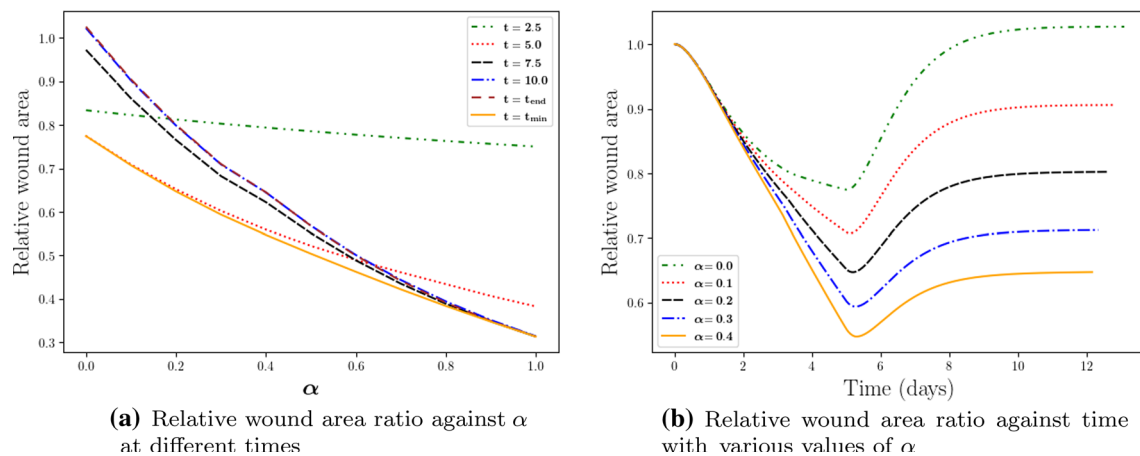 Relative wound area
1.0
0.9
0.8
0.7
0.6
0.5
0.4
0.3
0.0 0.2 0.4 0.6 0.8 1.0
α
t = 2.5
t = 5.0
t = 7.5
t = 10.0
t = t_end
t = t_min
(a) Relative wound area ratio against α
at different times
Relative wound area
1.0
0.9
0.8
0.7
0.6
0 2 4 6 8 10 12
Time (days)
α = 0.0
α = 0.1
α = 0.2
α = 0.3
α = 0.4
(b) Relative wound area ratio against time
with various values of α